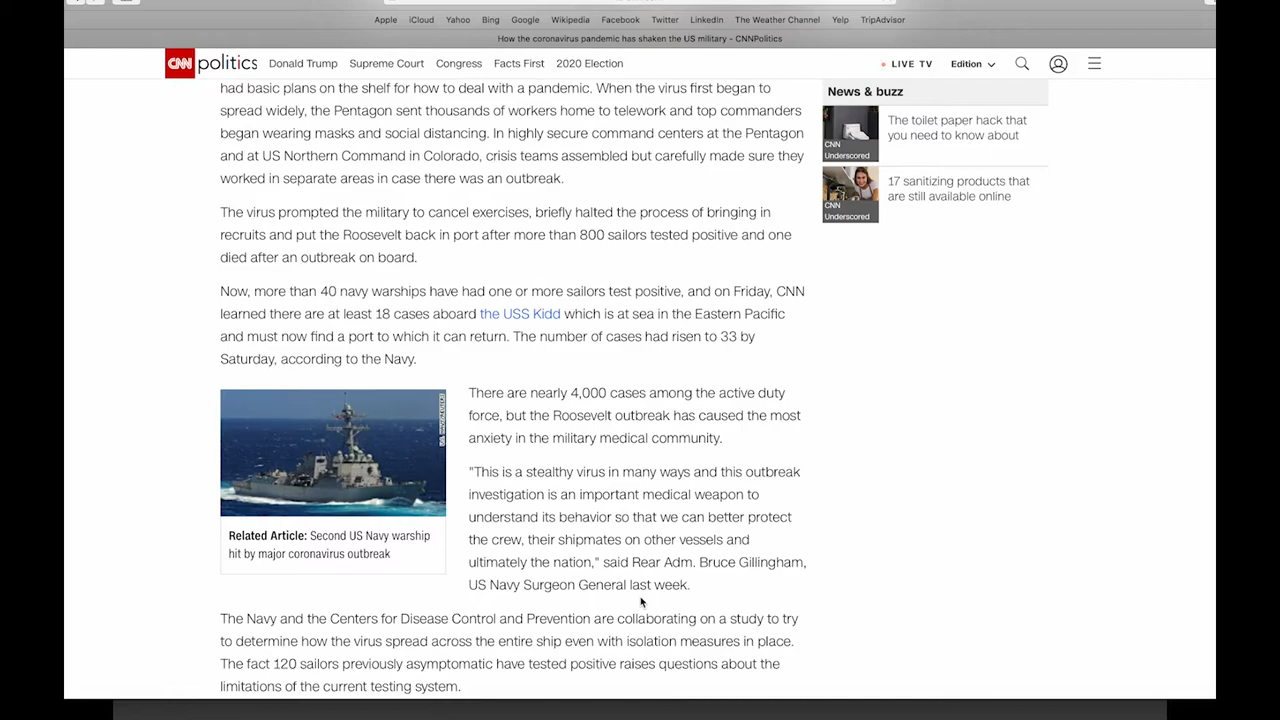 Apple iCloud Yahoo Bing Google Wikipedia Facebook Twitter LinkedIn The Weather Channel Yelp TripAdvisor
How the coronavirus pandemic has shaken the US military - CNNPolitics
CNN politics Donald Trump Supreme Court Congress Facts First 2020 Election LIVE TV Edition
had basic plans on the shelf for how to deal with a pandemic. When the virus first began to
spread widely, the Pentagon sent thousands of workers home to telework and top commanders
began wearing masks and social distancing. In highly secure command centers at the Pentagon
and at US Northern Command in Colorado, crisis teams assembled but carefully made sure they
worked in separate areas in case there was an outbreak.
The virus prompted the military to cancel exercises, briefly halted the process of bringing in
recruits and put the Roosevelt back in port after more than 800 sailors tested positive and one
died after an outbreak on board.
Now, more than 40 navy warships have had one or more sailors test positive, and on Friday, CNN
learned there are at least 18 cases aboard the USS Kidd which is at sea in the Eastern Pacific
and must now find a port to which it can return. The number of cases had risen to 33 by
Saturday, according to the Navy.
U.S. NAVY/REUTERS
Related Article: Second US Navy warship
hit by major coronavirus outbreak
There are nearly 4,000 cases among the active duty
force, but the Roosevelt outbreak has caused the most
anxiety in the military medical community.
"This is a stealthy virus in many ways and this outbreak
investigation is an important medical weapon to
understand its behavior so that we can better protect
the crew, their shipmates on other vessels and
ultimately the nation," said Rear Adm. Bruce Gillingham,
US Navy Surgeon General last week.
The Navy and the Centers for Disease Control and Prevention are collaborating on a study to try
to determine how the virus spread across the entire ship even with isolation measures in place.
The fact 120 sailors previously asymptomatic have tested positive raises questions about the
limitations of the current testing system.
News & buzz
CNN
Underscored
The toilet paper hack that
you need to know about
CNN
Underscored
17 sanitizing products that
are still available online